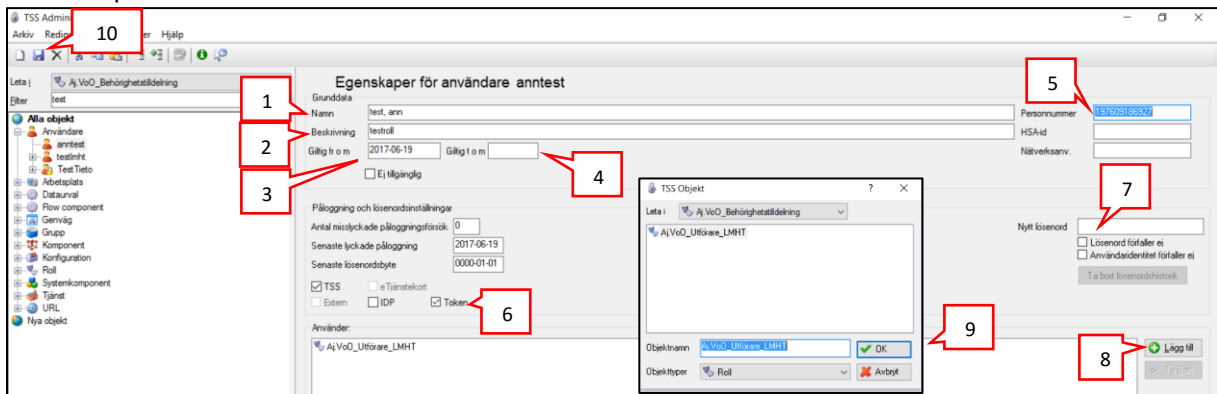 TSS Admini
Arkiv Redig er Hjälp
10
Leta i Aj.VoO_Behörighetstilldelning
Filter test
Alla objekt
Användare
anntest
testlmht
TestTieto
Arbetsplats
Dataurval
Flow component
Genväg
Grupp
Komponent
Konfiguration
Roll
Systemkomponent
Tjänst
URL
Nya objekt
Egenskaper för användare anntest
Grunddata
1
Namn test, ann
2
Beskrivning testroll
Giltig fr o m 2017-06-19 Giltig t o m
3
4
Ej tillgänglig
5
Personnummer 197609186927
HSA-id
Nätverksanv.
Påloggning och lösenordsinställningar
Antal misslyckade påloggningsförsök 0
Senaste lyckade påloggning 2017-06-19
Senaste lösenordsbyte 0000-01-01
TSS eTjänstekort
Extern IDP Token
6
7
Nytt lösenord
Lösenord förfaller ej
Användaridentitet förfaller ej
Ta bort lösenordshistorik
Använder:
Aj.VoO_Utförare_LMHT
TSS Objekt ? ×
Leta i Aj.VoO_Behörighetstilldelning
Aj.VoO_Utförare_LMHT
Objektnamn Aj.VoO_Utförare_LMHT OK
Objekttyper Roll Avbryt
9
8
Lägg till
Ta Bort